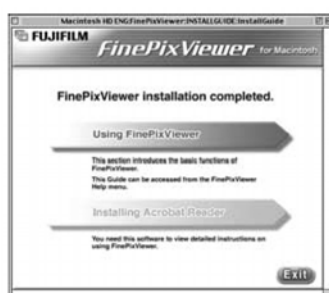 Macintosh HD ENG:FinePixViewer:INSTALLGUIDE:InstallGuide
FUJIFILM
FinePixViewer for Macintosh
FinePixViewer installation completed.
Using FinePixViewer
This section introduces the basic functions of
FinePixViewer.
This Guide can be accessed from the FinePixViewer
Help menu.
Installing Acrobat Reader
You need this software to view detailed instructions on
using FinePixViewer.
Exit